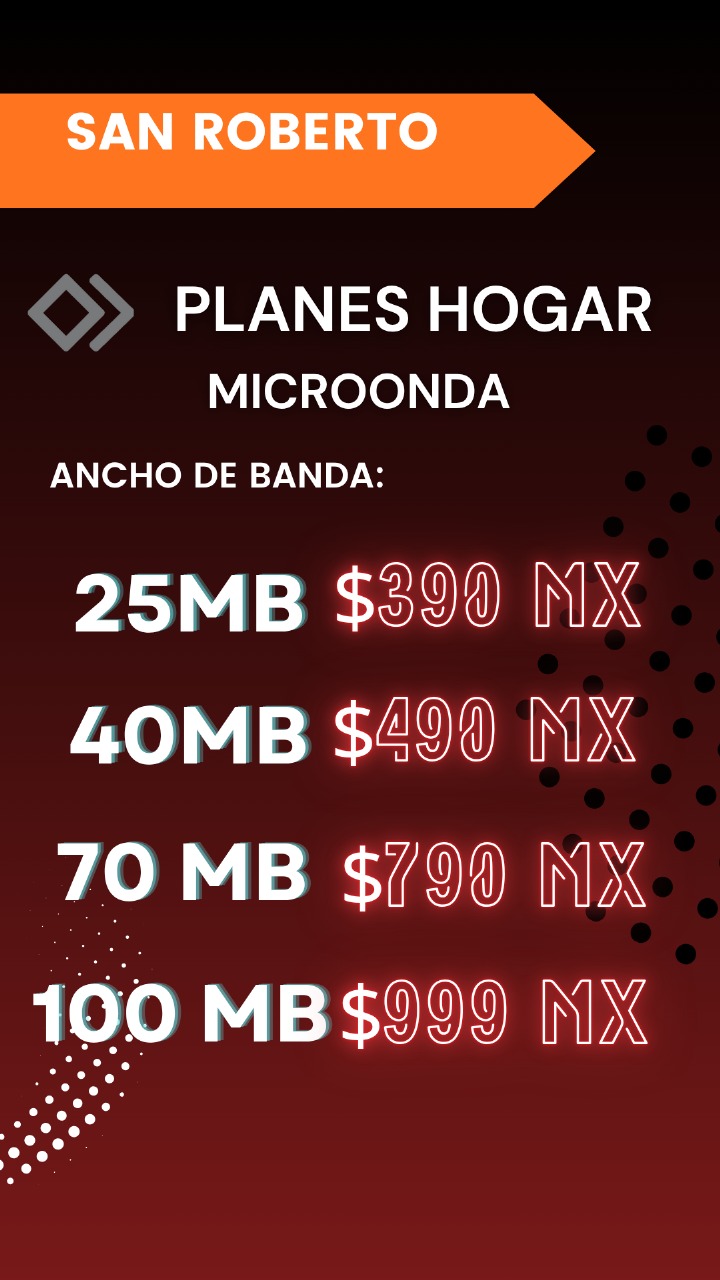 SAN ROBERTO
PLANES HOGAR
MICROONDA
ANCHO DE BANDA:
25MB $390 MX
40MB $490 MX
70 MB $790 MX
100 MB $999 MX